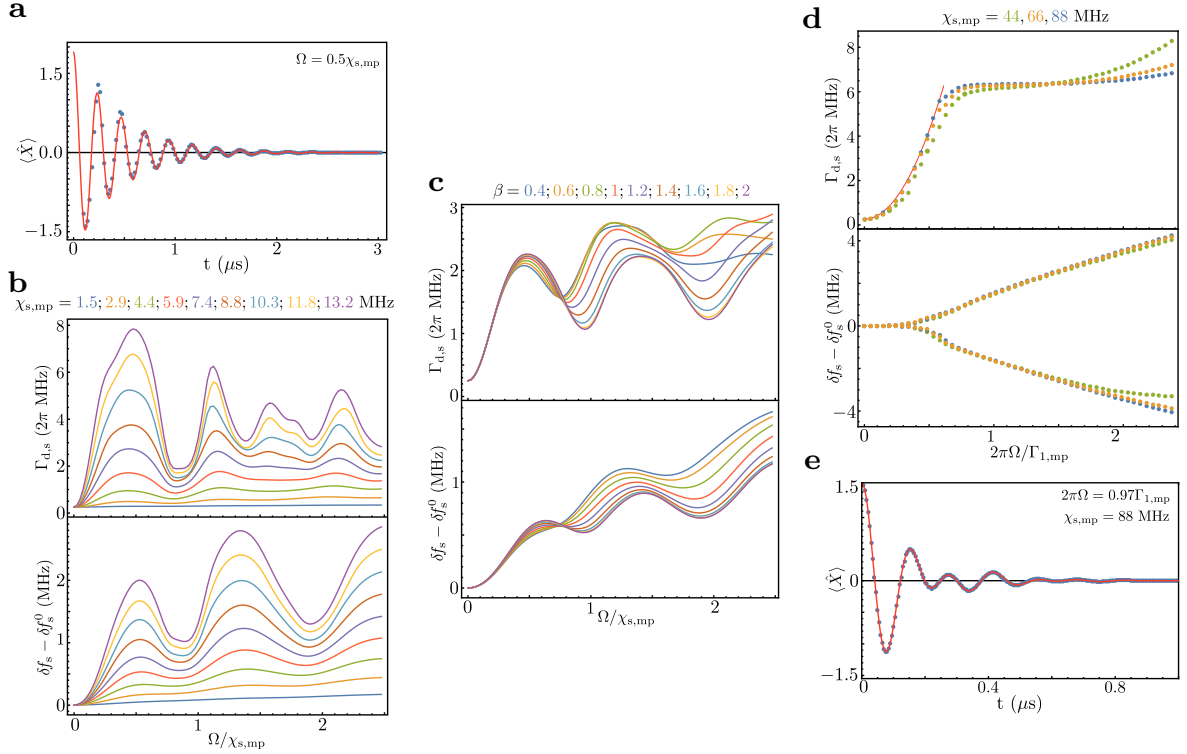 a
Ω = 0.5χs,mp
1.5
0.0
−1.5
⟨X̂⟩
0
1
2
3
t (μs)
b
χs,mp = 1.5; 2.9; 4.4; 5.9; 7.4; 8.8; 10.3; 11.8; 13.2 MHz
8
6
4
2
0
Γd,s (2π MHz)
2
1
0
δfs − δfs0 (MHz)
0
1
2
Ω/χs,mp
c
β = 0.4; 0.6; 0.8; 1; 1.2; 1.4; 1.6; 1.8; 2
3
2
1
0
Γd,s (2π MHz)
1
0
δfs − δfs0 (MHz)
0
1
2
Ω/χs,mp
d
χs,mp = 44, 66, 88 MHz
8
6
4
2
0
Γd,s (2π MHz)
4
0
−4
δfs − δfs0 (MHz)
0
1
2
2πΩ/Γ1,mp
e
2πΩ = 0.97Γ1,mp
χs,mp = 88 MHz
1.5
0
−1.5
⟨X̂⟩
0
0.4
0.8
t (μs)